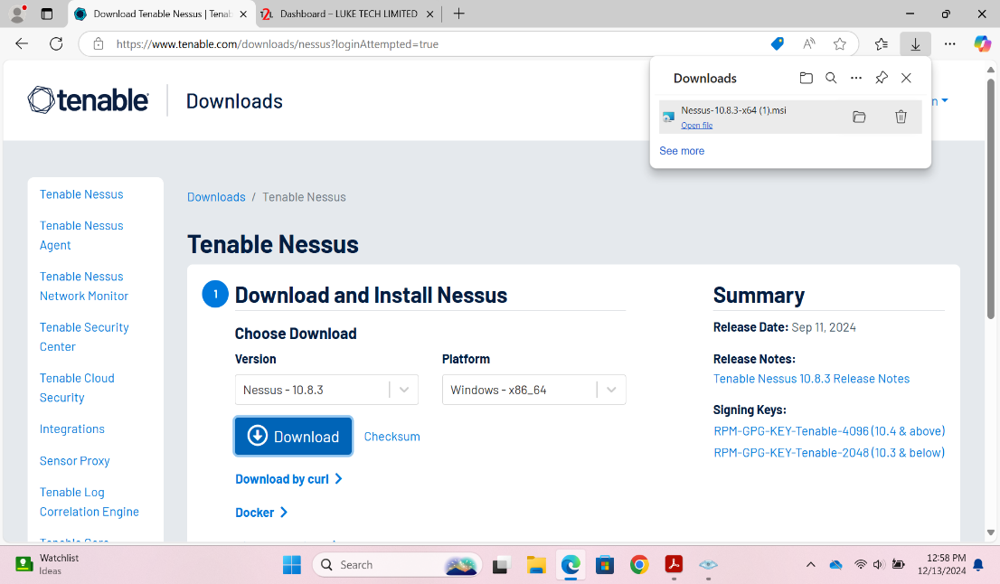 Download Tenable Nessus | Tenab
Dashboard – LUKE TECH LIMITED
https://www.tenable.com/downloads/nessus?loginAttempted=true
Downloads
Nessus-10.8.3-x64 (1).msi
Open file
See more
tenable
Downloads
n
Tenable Nessus
Tenable Nessus
Agent
Tenable Nessus
Network Monitor
Tenable Security
Center
Tenable Cloud
Security
Integrations
Sensor Proxy
Tenable Log
Correlation Engine
Downloads / Tenable Nessus
Tenable Nessus
1 Download and Install Nessus
Choose Download
Version
Platform
Nessus - 10.8.3
Windows - x86_64
Download
Checksum
Download by curl
Docker
Summary
Release Date: Sep 11, 2024
Release Notes:
Tenable Nessus 10.8.3 Release Notes
Signing Keys:
RPM-GPG-KEY-Tenable-4096 (10.4 & above)
RPM-GPG-KEY-Tenable-2048 (10.3 & below)
Watchlist
Ideas
Search
12:58 PM
12/13/2024